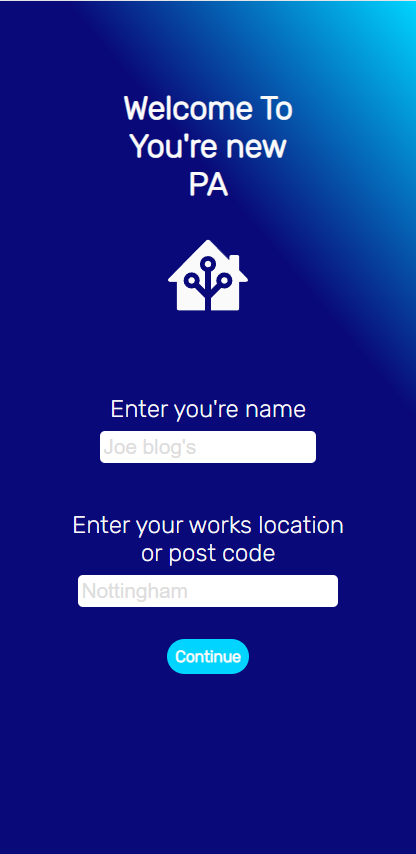 Welcome To
You're new
PA
Enter you're name
Joe blog's
Enter your works location
or post code
Nottingham
Continue